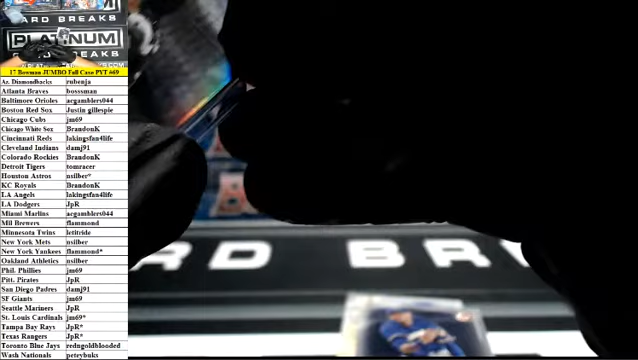 ARD BREAKS
PLATINUM
17 Bowman JUMBO Full Case PYT #69
Az. Diamondbacks rubenja
Atlanta Braves bosssman
Baltimore Orioles acgamblers044
Boston Red Sox Justin gillespie
Chicago Cubs jm69
Chicago White Sox BrandonK
Cincinnati Reds lakingsfan4life
Cleveland Indians damj91
Colorado Rockies BrandonK
Detroit Tigers tomracer
Houston Astros nsilber*
KC Royals BrandonK
LA Angels lakingsfan4life
LA Dodgers JpR
Miami Marlins acgamblers044
Mil Brewers flammond
Minnesota Twins letitride
New York Mets nsilber
New York Yankees flammond*
Oakland Athletics nsilber
Phil. Phillies jm69
Pitt. Pirates JpR
San Diego Padres damj91
SF Giants jm69
Seattle Mariners JpR
St. Louis Cardinals jm69*
Tampa Bay Rays JpR*
Texas Rangers JpR*
Toronto Blue Jays redngoldblooded
Wash Nationals peteybuks
RD BR